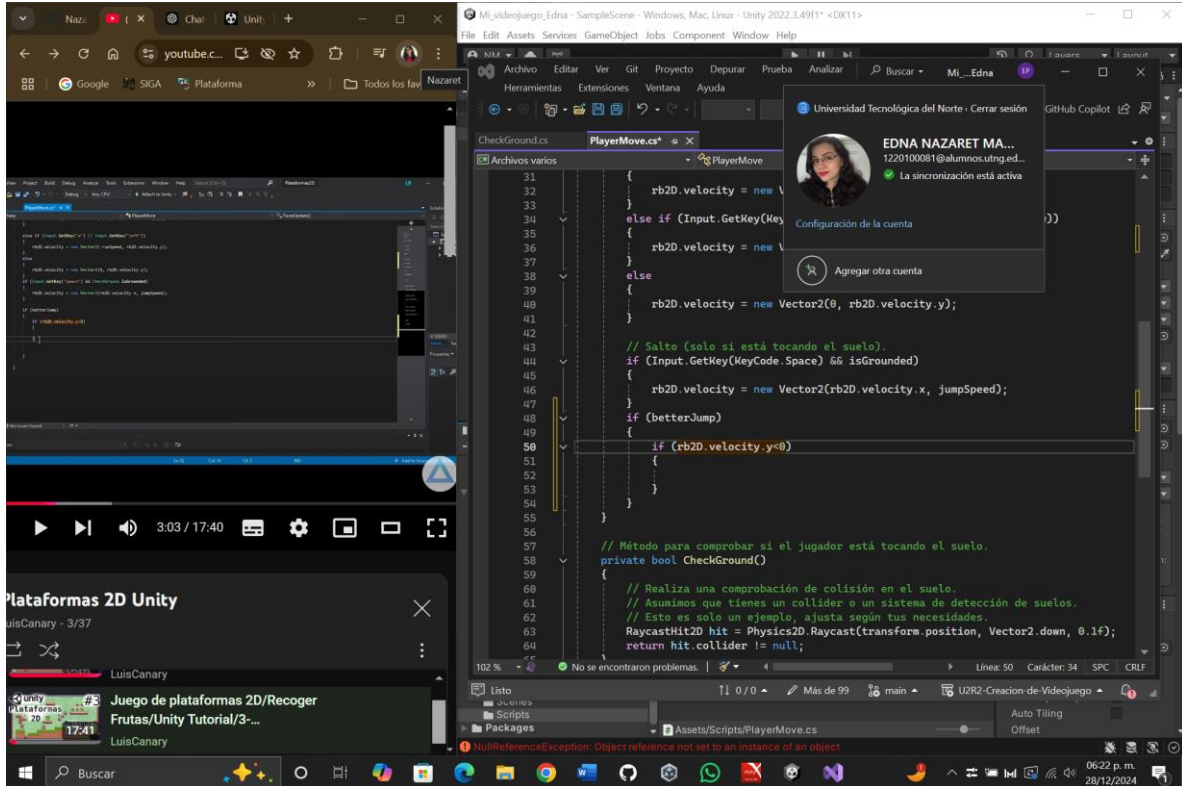 Naza
Chat
Unit
youtube.c...
Google
SIGA
Plataforma
»
Todos los fav
Nazaret
3:03 / 17:40
Plataformas 2D Unity
LuisCanary - 3/37
LuisCanary
#3
17:41
Juego de plataformas 2D/Recoger
Frutas/Unity Tutorial/3-...
LuisCanary
Mi_videojuego_Edna - SampleScene - Windows, Mac, Linux - Unity 2022.3.49f1* <DX11>
File Edit Assets Services GameObject Jobs Component Window Help
Layers
Layout
Archivo Editar Ver Git Proyecto Depurar Prueba Analizar Buscar Mi_...Edna EP
Herramientas Extensiones Ventana Ayuda
GitHub Copilot
Universidad Tecnológica del Norte Cerrar sesión
EDNA NAZARET MA...
1220100081@alumnos.utng.ed...
La sincronización está activa
Configuración de la cuenta
Agregar otra cuenta
CheckGround.cs
PlayerMove.cs*
Archivos varios
PlayerMove
31 {
32 rb2D.velocity = new V
33 }
34 else if (Input.GetKey(Key ))
35 {
36 rb2D.velocity = new V
37 }
38 else
39 {
40 rb2D.velocity = new Vector2(0, rb2D.velocity.y);
41 }
42
43 // Salto (solo si está tocando el suelo).
44 if (Input.GetKey(KeyCode.Space) && isGrounded)
45 {
46 rb2D.velocity = new Vector2(rb2D.velocity.x, jumpSpeed);
47 }
48 if (betterJump)
49 {
50 if (rb2D.velocity.y<0)
51 {
52
53 }
54 }
55 }
56
57 // Método para comprobar si el jugador está tocando el suelo.
58 private bool CheckGround()
59 {
60 // Realiza una comprobación de colisión en el suelo.
61 // Asumimos que tienes un collider o un sistema de detección de suelos.
62 // Esto es solo un ejemplo, ajusta según tus necesidades.
63 RaycastHit2D hit = Physics2D.Raycast(transform.position, Vector2.down, 0.1f);
64 return hit.collider != null;
102 % No se encontraron problemas. Línea: 50 Carácter: 34 SPC CRLF
Listo 0 / 0 Más de 99 main U2R2-Creacion-de-Videojuego
Scenes
Scripts
Packages
Assets/Scripts/PlayerMove.cs
Auto Tiling
Offset
NullReferenceException: Object reference not set to an instance of an object
Buscar
06:22 p. m.
28/12/2024